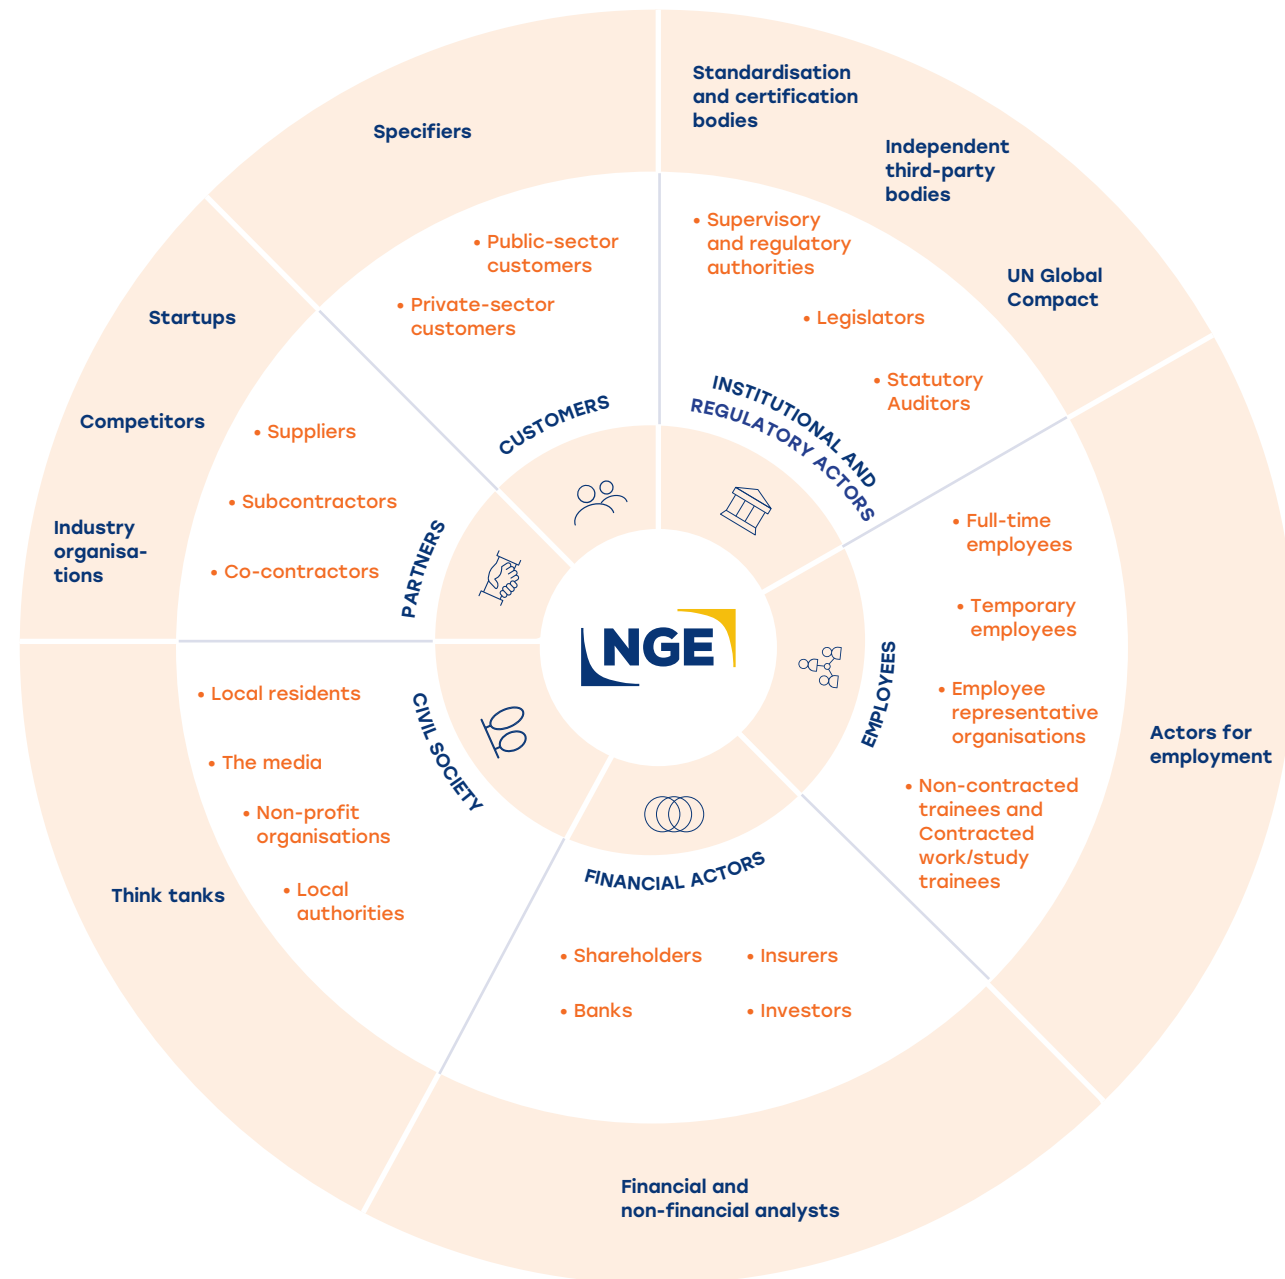 Standardisation
and certification
bodies
Independent
third-party
bodies
UN Global
Compact
• Supervisory
and regulatory
authorities
• Legislators
• Statutory
Auditors
INSTITUTIONAL AND
REGULATORY ACTORS
Specifiers
• Public-sector
customers
• Private-sector
customers
CUSTOMERS
Startups
Competitors
Industry
organisa-
tions
• Suppliers
• Subcontractors
• Co-contractors
PARTNERS
NGE
• Full-time
employees
• Temporary
employees
• Employee
representative
organisations
• Non-contracted
trainees and
Contracted
work/study
trainees
EMPLOYEES
Actors for
employment
• Local residents
• The media
• Non-profit
organisations
• Local
authorities
CIVIL SOCIETY
Think tanks
FINANCIAL ACTORS
• Shareholders
• Insurers
• Banks
• Investors
Financial and
non-financial analysts